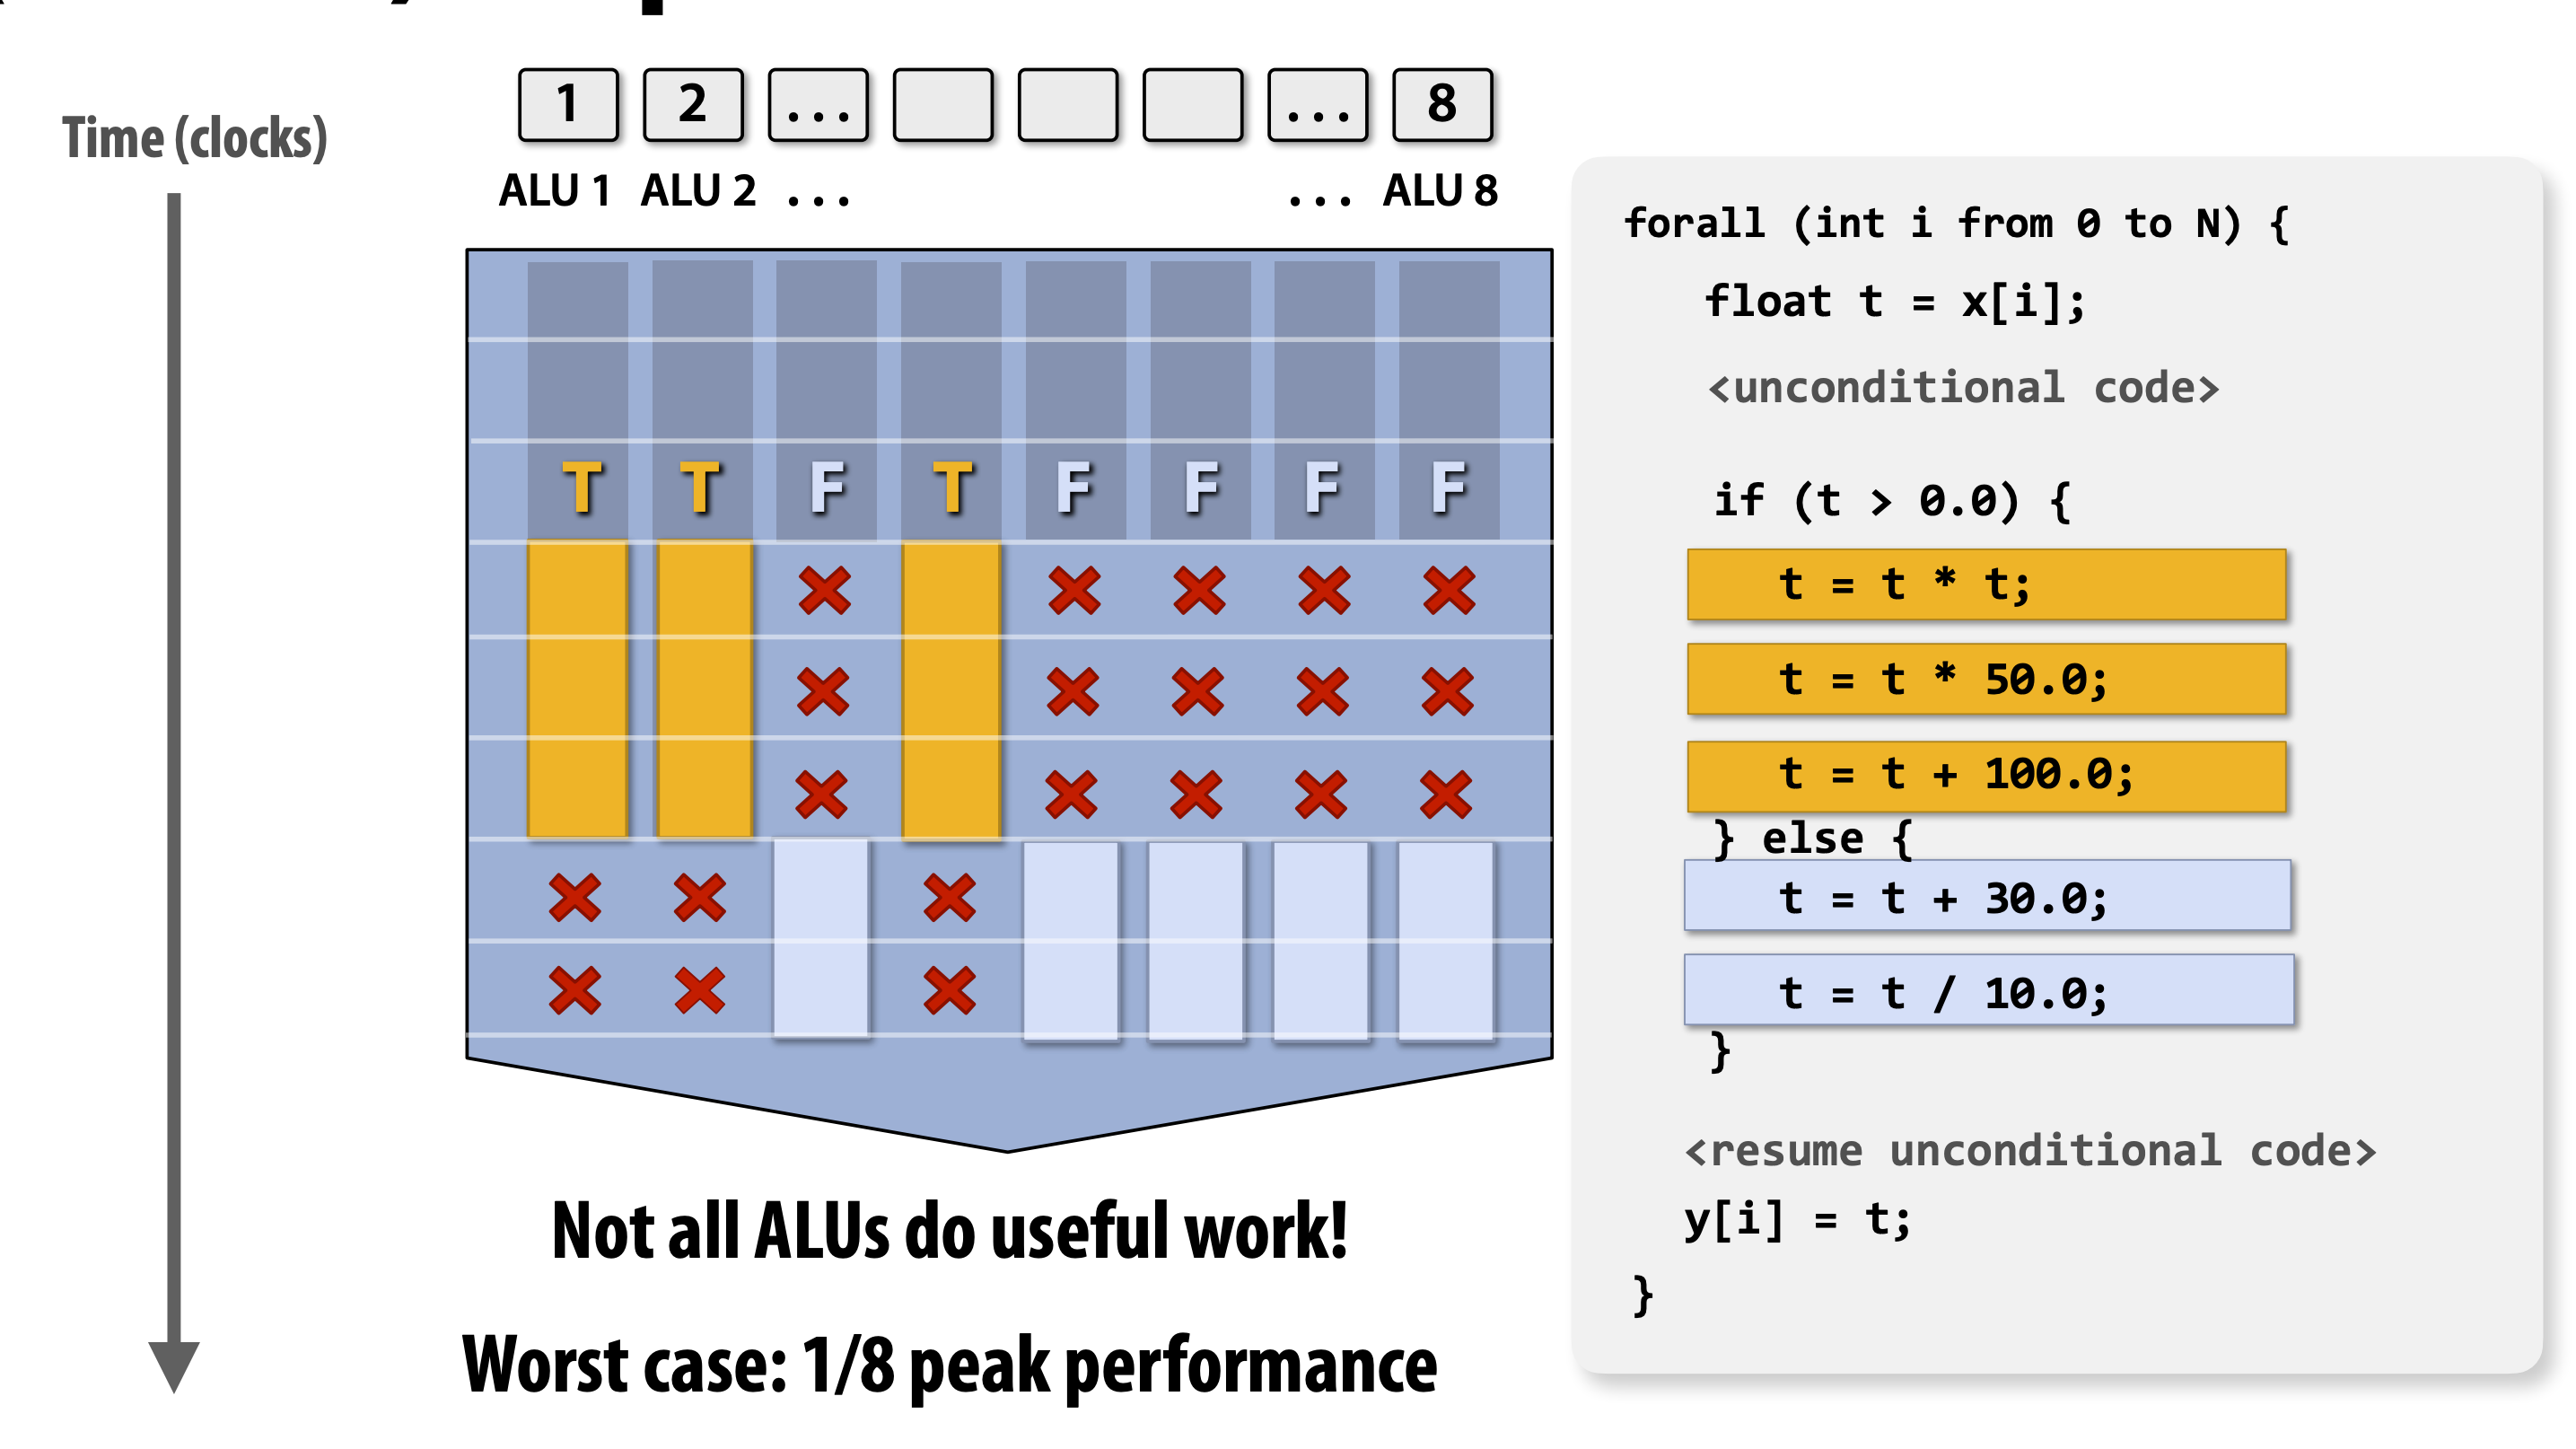 1 2 ... ... 8
Time (clocks)
ALU 1 ALU 2 ... ... ALU 8
T T F T F F F F
Not all ALUs do useful work!
Worst case: 1/8 peak performance
forall (int i from 0 to N) {
float t = x[i];
<unconditional code>
if (t > 0.0) {
t = t * t;
t = t * 50.0;
t = t + 100.0;
} else {
t = t + 30.0;
t = t / 10.0;
}
<resume unconditional code>
y[i] = t;
}